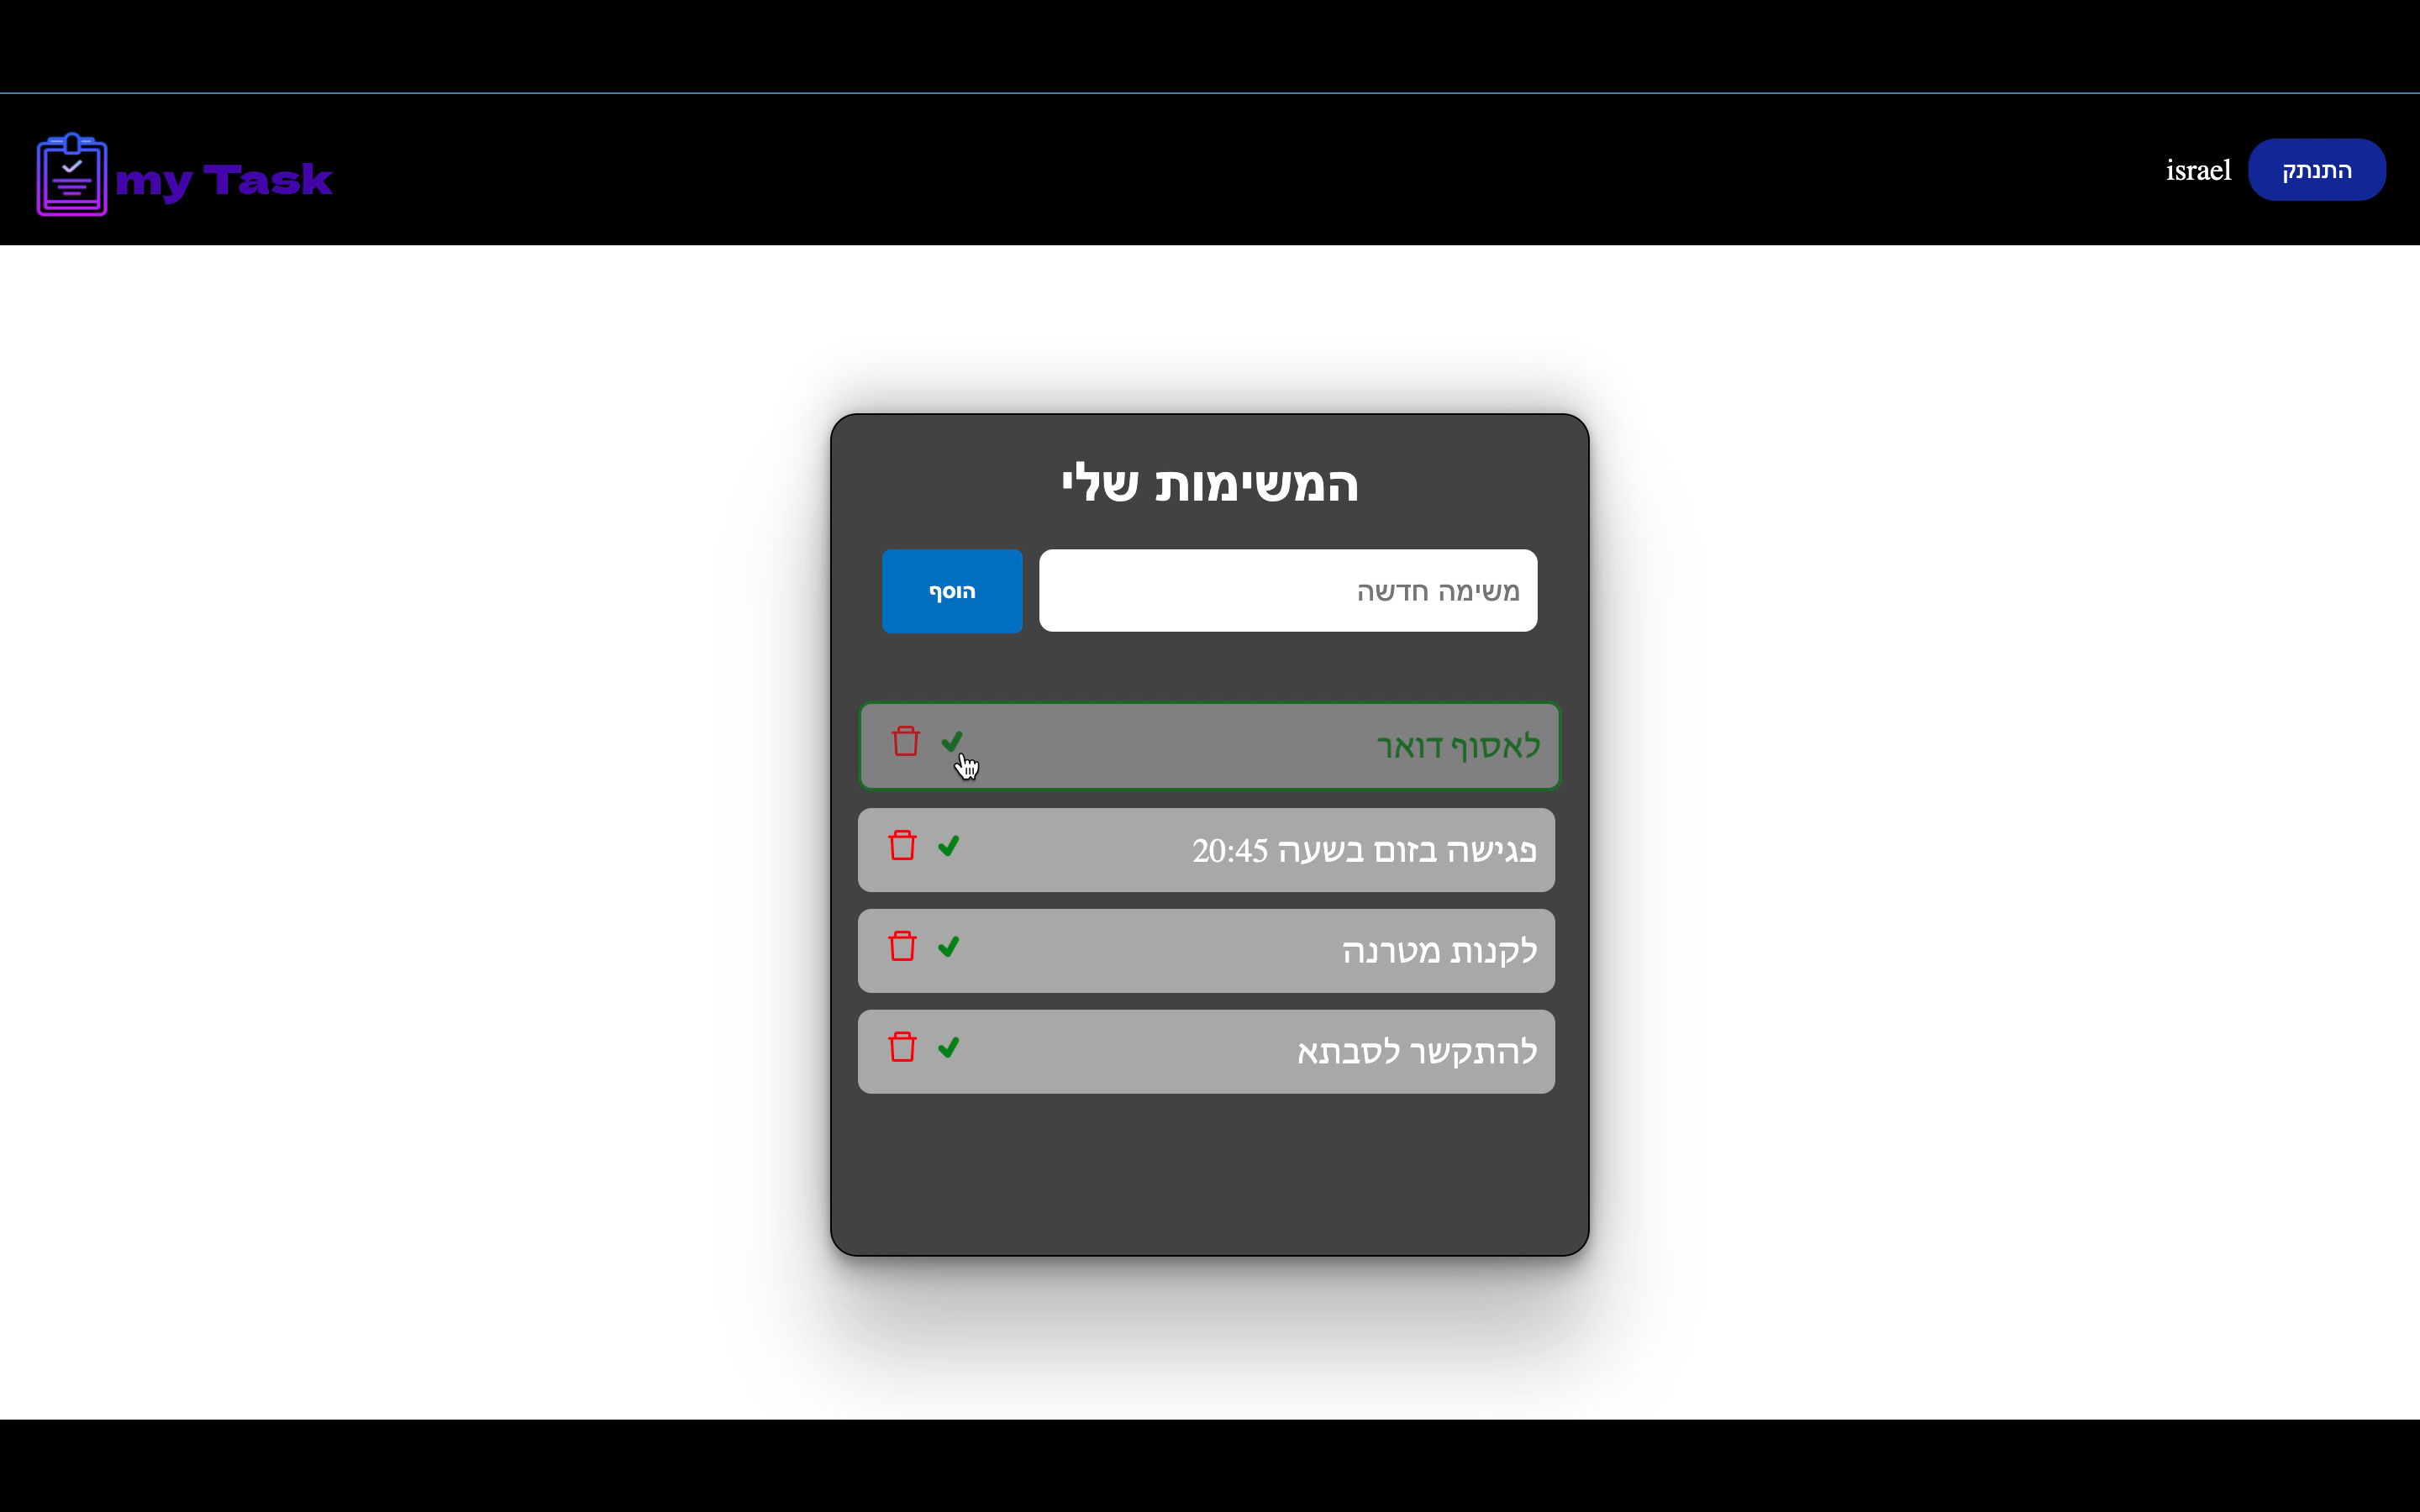 my Task
israel
התנתק
המשימות שלי
משימה חדשה
הוסף
לאסוף דואר
פגישה בזום בשעה 20:45
לקנות מטרנה
להתקשר לסבתא